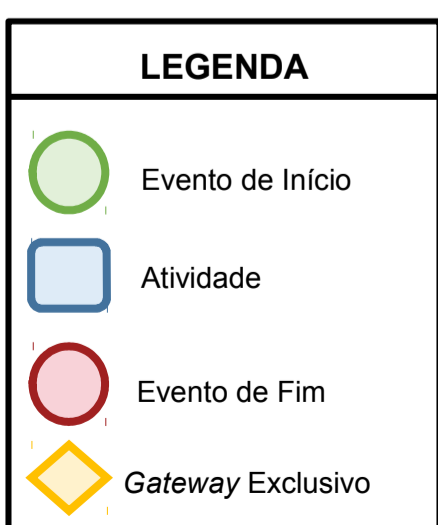 LEGENDA
Evento de Início
Atividade
Evento de Fim
Gateway Exclusivo